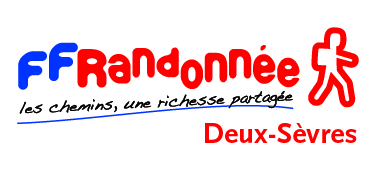 FFRandonnée
les chemins, une richesse partagée
Deux-Sèvres